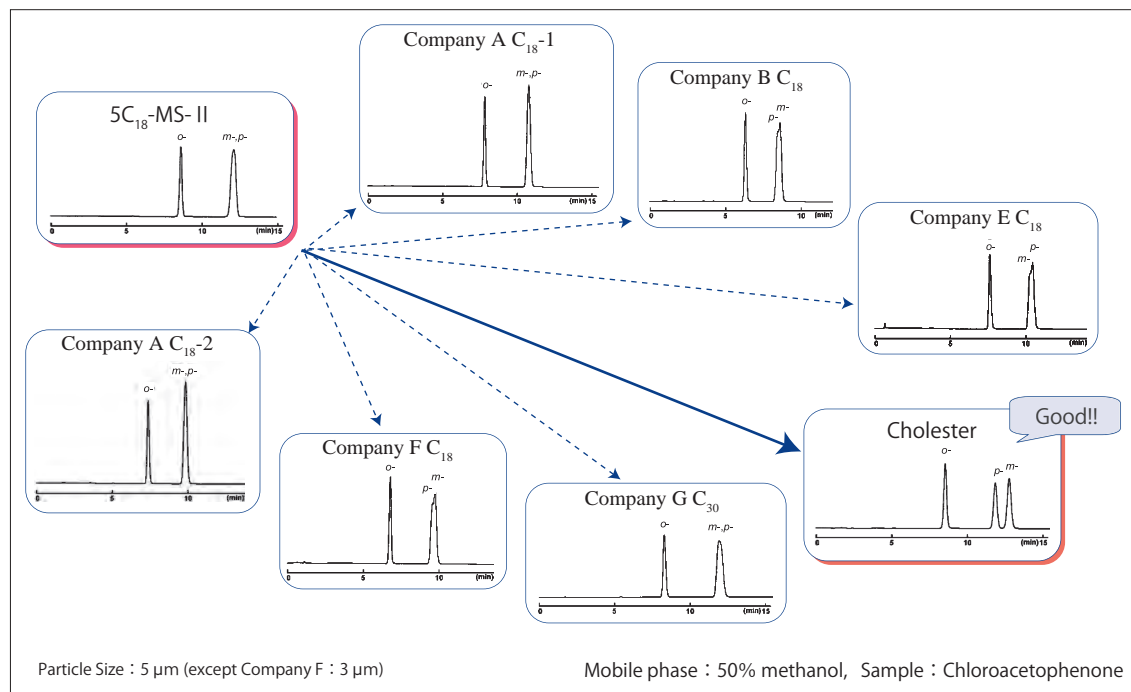 Company A C18-1
o-
m-,p-
0 5 10 (min) 15
Company B C18
o-
m-
p-
0 5 10 (min)
5C18-MS-II
o-
m-,p-
0 5 10 (min)15
Company E C18
o-
p-
m-
0 5 10 (min)
Company A C18-2
o-
m-,p-
0 5 10 (min)
Good!!
Cholester
o-
p-
m-
0 5 10 (min) 15
Company F C18
o-
m-
p-
0 5 10 (min)
Company G C30
o-
m-,p-
0 5 10 (min) 15
Particle Size：5 µm (except Company F：3 µm)
Mobile phase：50% methanol, Sample：Chloroacetophenone